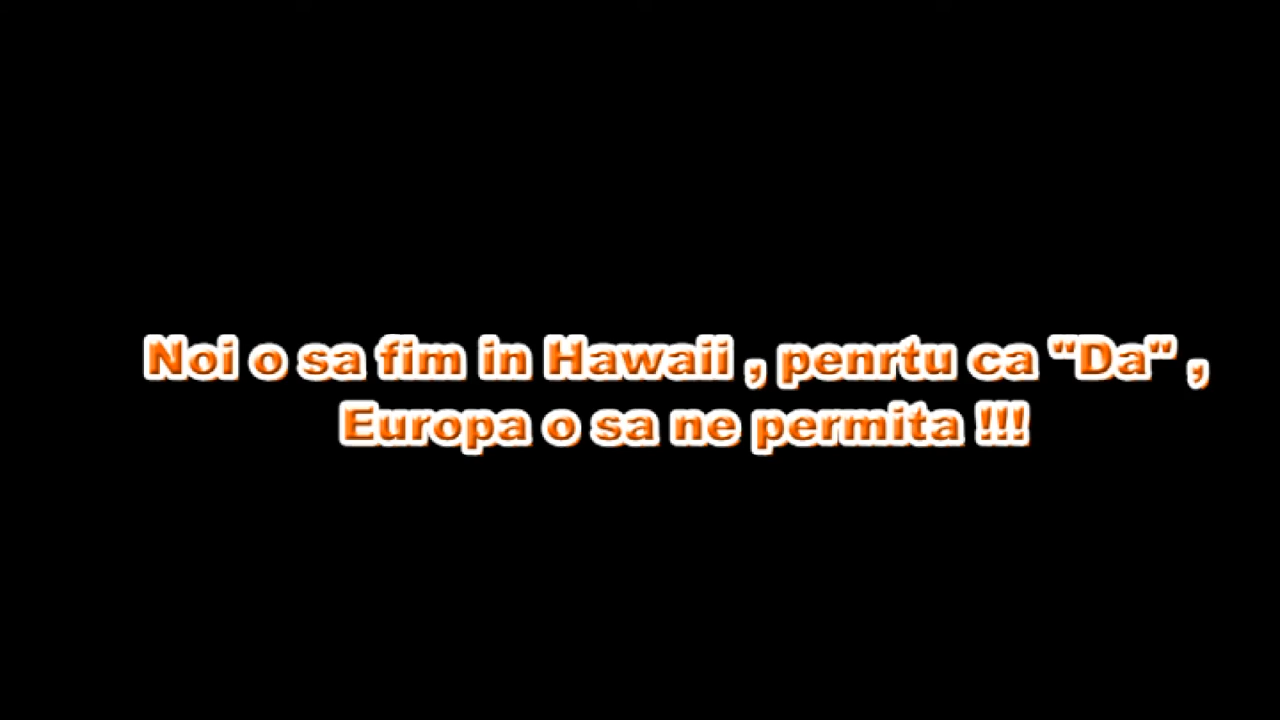 Noi o sa fim in Hawaii , penrtu ca "Da" ,
Europa o sa ne permita !!!